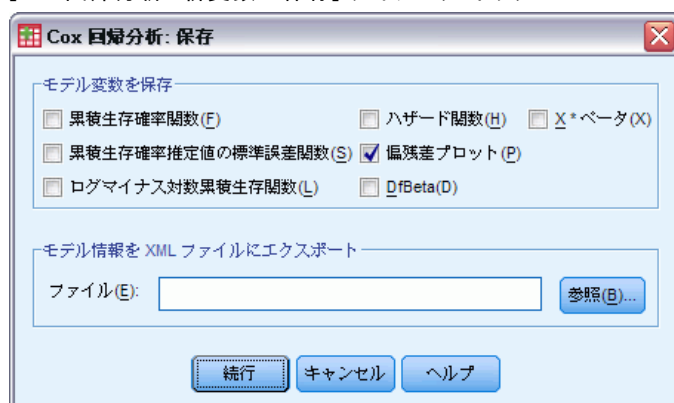 Cox 回帰分析: 保存
モデル変数を保存
累積生存確率関数(F) ハザード関数(H) X*ベータ(X)
累積生存確率推定値の標準誤差関数(S) 偏残差プロット(P)
ログマイナス対数累積生存関数(L) DfBeta(D)
モデル情報を XML ファイルにエクスポート
ファイル(E): 参照(B)...
続行 キャンセル ヘルプ